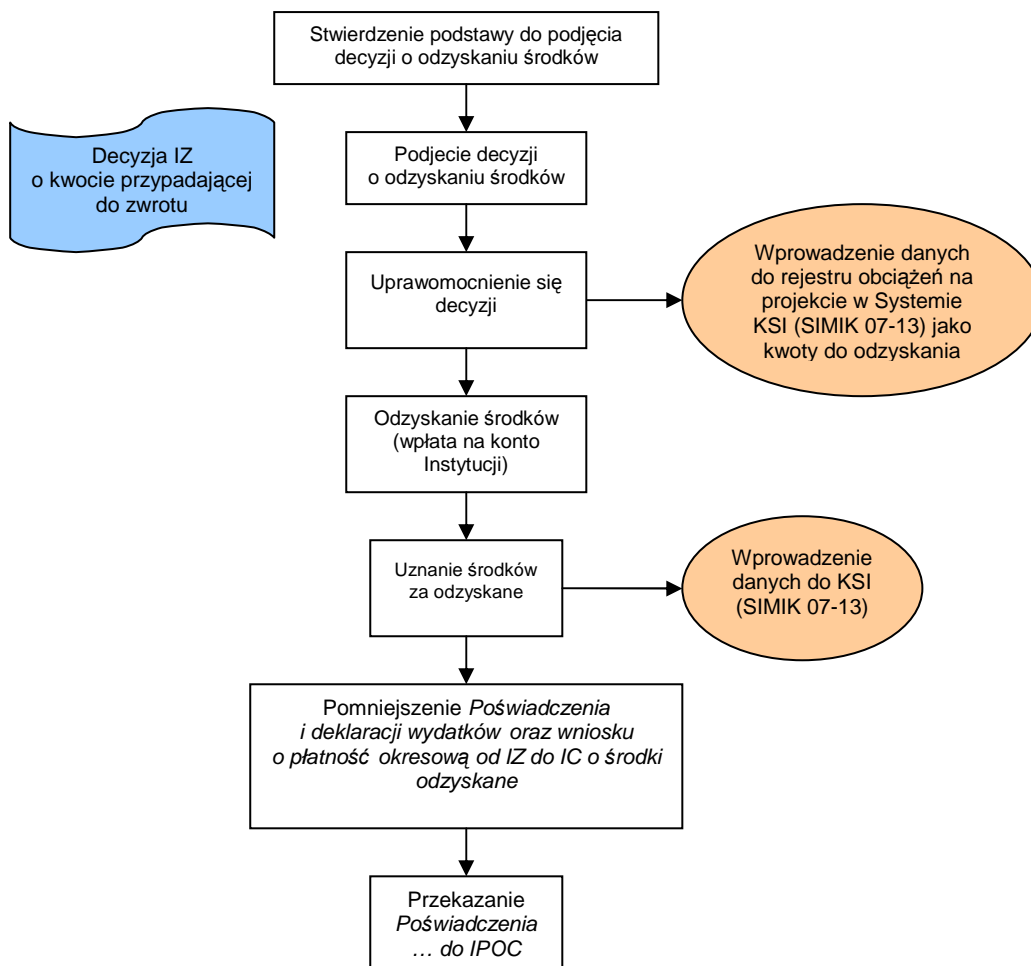 Stwierdzenie podstawy do podjęcia
decyzji o odzyskaniu środków
Decyzja IZ
o kwocie przypadającej
do zwrotu
Podjecie decyzji
o odzyskaniu środków
Uprawomocnienie się
decyzji
Wprowadzenie danych
do rejestru obciążeń na
projekcie w Systemie
KSI (SIMIK 07-13) jako
kwoty do odzyskania
Odzyskanie środków
(wpłata na konto
Instytucji)
Uznanie środków
za odzyskane
Wprowadzenie
danych do KSI
(SIMIK 07-13)
Pomniejszenie Poświadczenia
i deklaracji wydatków oraz wniosku
o płatność okresową od IZ do IC o środki
odzyskane
Przekazanie
Poświadczenia
… do IPOC